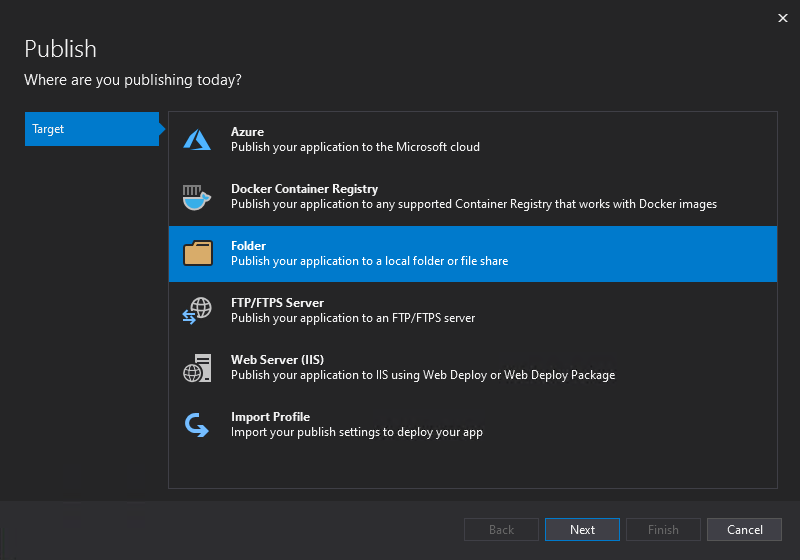 Publish
Where are you publishing today?
Target
Azure
Publish your application to the Microsoft cloud
Docker Container Registry
Publish your application to any supported Container Registry that works with Docker images
Folder
Publish your application to a local folder or file share
FTP/FTPS Server
Publish your application to an FTP/FTPS server
Web Server (IIS)
Publish your application to IIS using Web Deploy or Web Deploy Package
Import Profile
Import your publish settings to deploy your app
Back
Next
Finish
Cancel